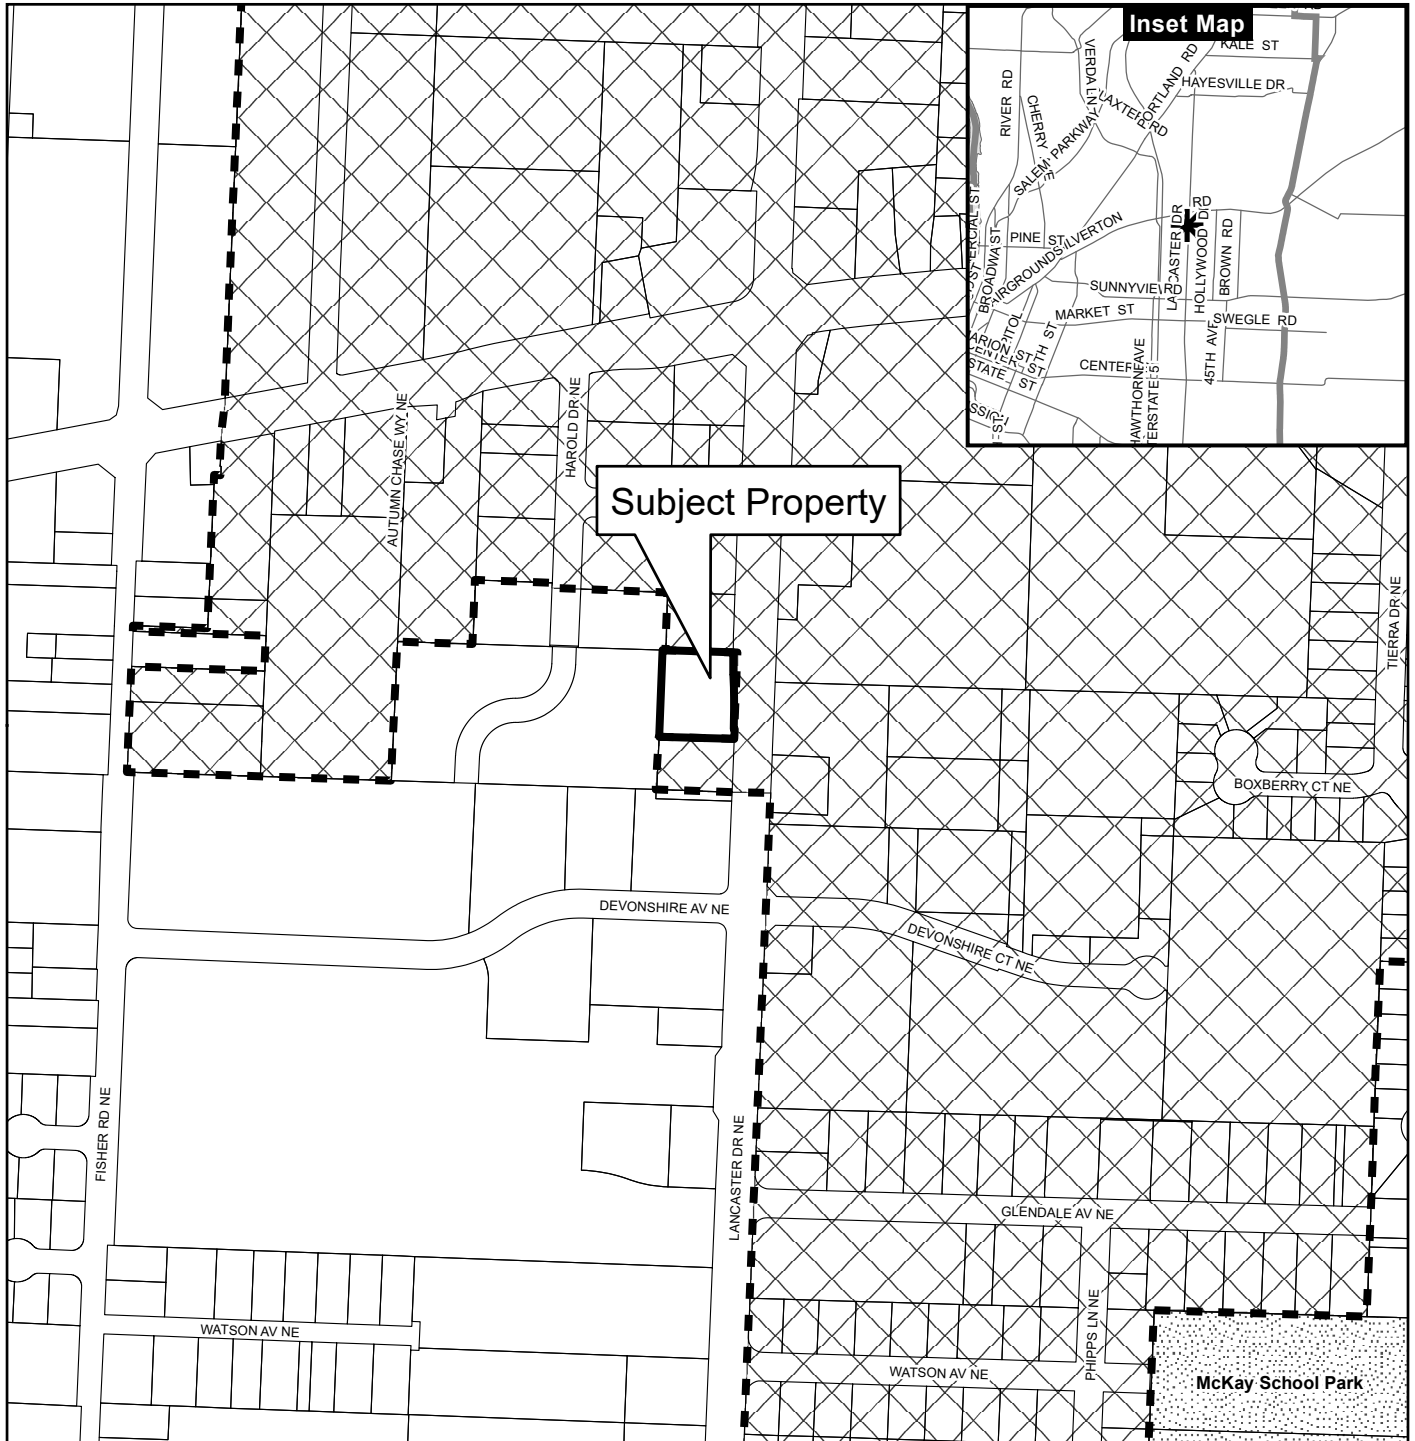 Inset Map
KALE ST
HAYESVILLE DR
VERDA LN
PORTLAND RD
RIVER RD
CHERRY
SALEM PARKWAY
RD
PINE ST
LANCASTER DR
HOLLYWOOD DR
BROWN RD
BROADWAY ST
SUNNYVIEW RD
MARKET ST
SWEGLE RD
STATE ST
CENTER
HAWTHORNE AVE
45TH AVE
AUTUMN CHASE WY NE
HAROLD DR NE
Subject Property
TIERRA DR NE
BOXBERRY CT NE
DEVONSHIRE AV NE
DEVONSHIRE CT NE
FISHER RD NE
LANCASTER DR NE
GLENDALE AV NE
PHIPPS LN NE
WATSON AV NE
WATSON AV NE
McKay School Park